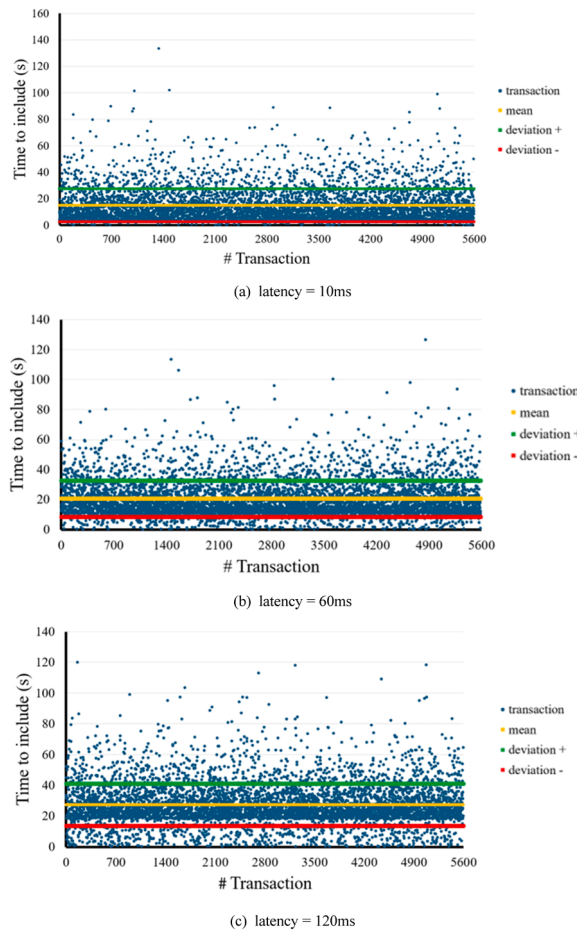 160
140
120
100
80
60
40
20
0
Time to include (s)
0 700 1400 2100 2800 3500 4200 4900 5600
# Transaction
transaction
mean
deviation +
deviation -
(a) latency = 10ms
140
120
100
80
60
40
20
0
Time to include (s)
0 700 1400 2100 2800 3500 4200 4900 5600
# Transaction
transaction
mean
deviation +
deviation -
(b) latency = 60ms
140
120
100
80
60
40
20
0
Time to include (s)
0 700 1400 2100 2800 3500 4200 4900 5600
# Transaction
transaction
mean
deviation +
deviation -
(c) latency = 120ms